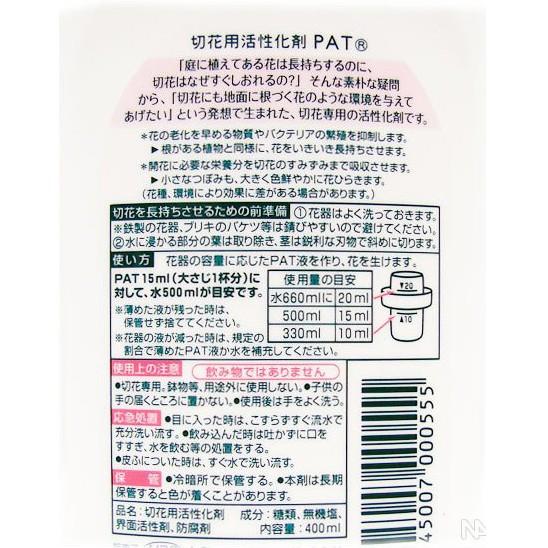 切花用活性化剤 PAT®
「庭に植えてある花は長持ちするのに、
切花はなぜすぐしおれるの?」そんな素朴な疑問
から、「切花にも地面に根づく花のような環境を与えて
あげたい」という発想で生まれた、切花専用の活性化剤です。
*花の老化を早める物質やバクテリアの繁殖を抑制します。
▶根がある植物と同様に、花をいきいき長持ちさせます。
*開花に必要な栄養分を切花のすみずみまで吸収させます。
▶小さなつぼみも、大きく色鮮やかに花ひらきます。
(花種、環境により効果に差がある場合があります。)
切花を長持ちさせるための前準備 ①花器はよく洗っておきます。
※鉄製の花器、ブリキのバケツ等は錆びやすいので避けてください。
②水に浸かる部分の葉は取り除き、茎は鋭利な刃物で斜めに切ります。
使い方 花器の容量に応じたPAT液を作り、花を生けます。
PAT15ml(大さじ1杯分)に
対して、水500mlが目安です。
※薄めた液が残った時は、
保管せず捨ててください。
※花器の液が減った時は、規定の
割合で薄めたPAT液か水を補充してください。
使用量の目安
水660mlに 20ml
500ml 15ml
330ml 10ml
▼20
▲10
使用上の注意 飲み物ではありません
●切花専用。鉢物等、用途外に使用しない。●子供の
手の届くところに置かない。●使用後は手をよく洗う。
応急処置 ●目に入った時は、こすらずすぐ流水で
充分洗い流す。●飲み込んだ時は吐かずに口を
すすぎ、水を飲む等の処置をする。
●皮ふについた時は、すぐ水で洗い流す。
保管 ●冷暗所で保管する。●本剤は長期
保管すると色が着くことがあります。
品名:切花用活性化剤 成分:糖類、無機塩、
界面活性剤、防腐剤 内容量:400ml
45007 000555